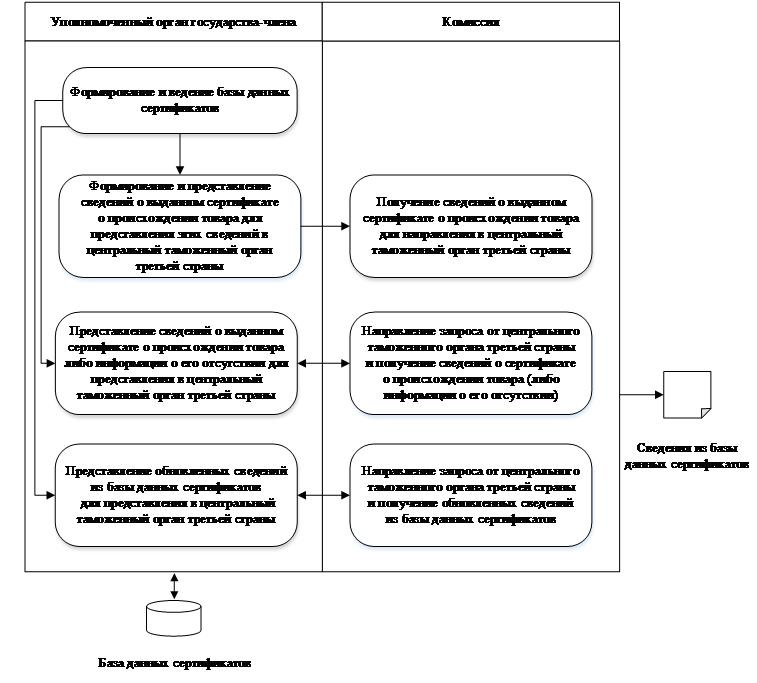 Уполномоченный орган государства-члена
Комиссия
Формирование и ведение базы данных
сертификатов
Формирование и представление
сведений о выданном сертификате
о происхождении товара для
представления этих сведений в
центральный таможенный орган
третьей страны
Получение сведений о выданном
сертификате о происхождении товара
для направления в центральный
таможенный орган третьей страны
Представление сведений о выданном
сертификате о происхождении товара
либо информации о его отсутствии для
представления в центральный
таможенный орган третьей страны
Направление запроса от центрального
таможенного органа третьей страны
и получение сведений о сертификате
о происхождении товара (либо
информации о его отсутствии)
Сведения из базы
данных сертификатов
Представление обновленных сведений
из базы данных сертификатов
для представления в центральный
таможенный орган третьей страны
Направление запроса от центрального
таможенного органа третьей страны
и получение обновленных сведений
из базы данных сертификатов
База данных сертификатов